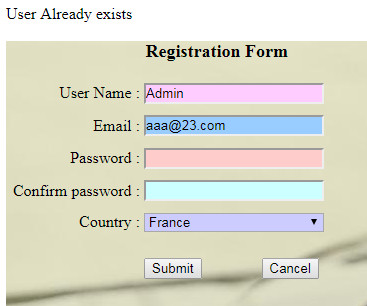 User Already exists
Registration Form
User Name : Admin
Email : aaa@23.com
Password :
Confirm password :
Country : France
Submit Cancel